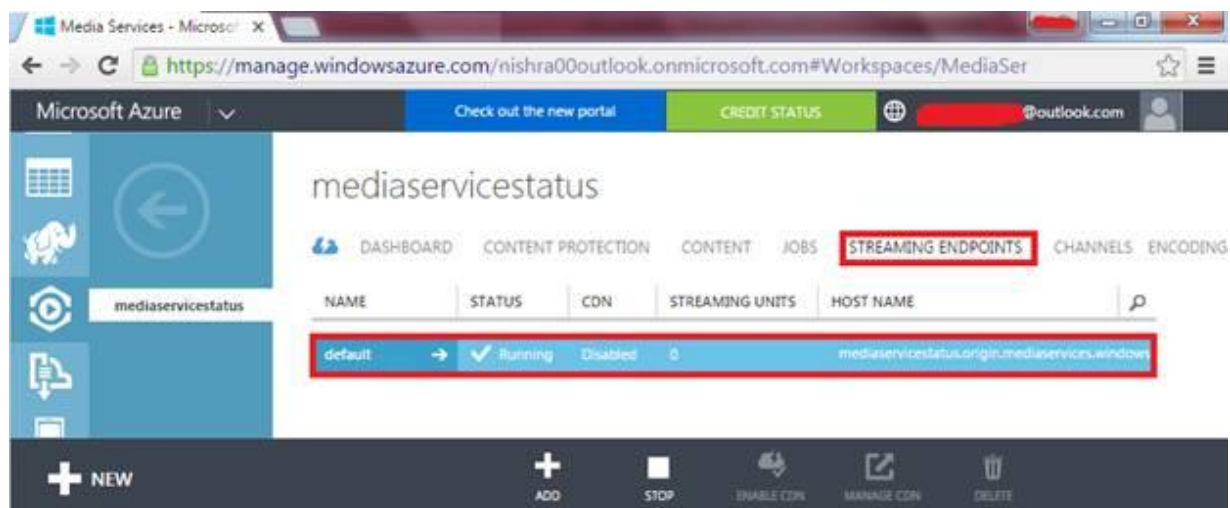 Media Services - Microso
https://manage.windowsazure.com/nishra00outlook.onmicrosoft.com#Workspaces/MediaSer
Microsoft Azure
Check out the new portal
CREDIT STATUS
@outlook.com
mediaservicestatus
DASHBOARD CONTENT PROTECTION CONTENT JOBS STREAMING ENDPOINTS CHANNELS ENCODING
mediaservicestatus
NAME STATUS CDN STREAMING UNITS HOST NAME
default Running Disabled 0 mediaservicestatus.origin.mediaservices.windows
NEW
ADD
STOP
ENABLE CDN
MANAGE CDN
DELETE